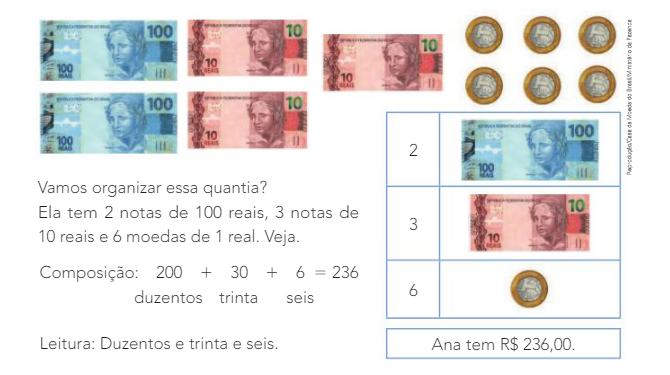 100
100
REAIS
10
10
REAIS
10
10
REAIS
100
100
REAIS
10
10
REAIS
Reprodução/Casa da Moeda do Brasil/Ministério da Fazenda
Vamos organizar essa quantia?
Ela tem 2 notas de 100 reais, 3 notas de
10 reais e 6 moedas de 1 real. Veja.
Composição: 200 + 30 + 6 = 236
duzentos trinta seis
Leitura: Duzentos e trinta e seis.
2
100
100
REAIS
3
10
10
REAIS
6
Ana tem R$ 236,00.